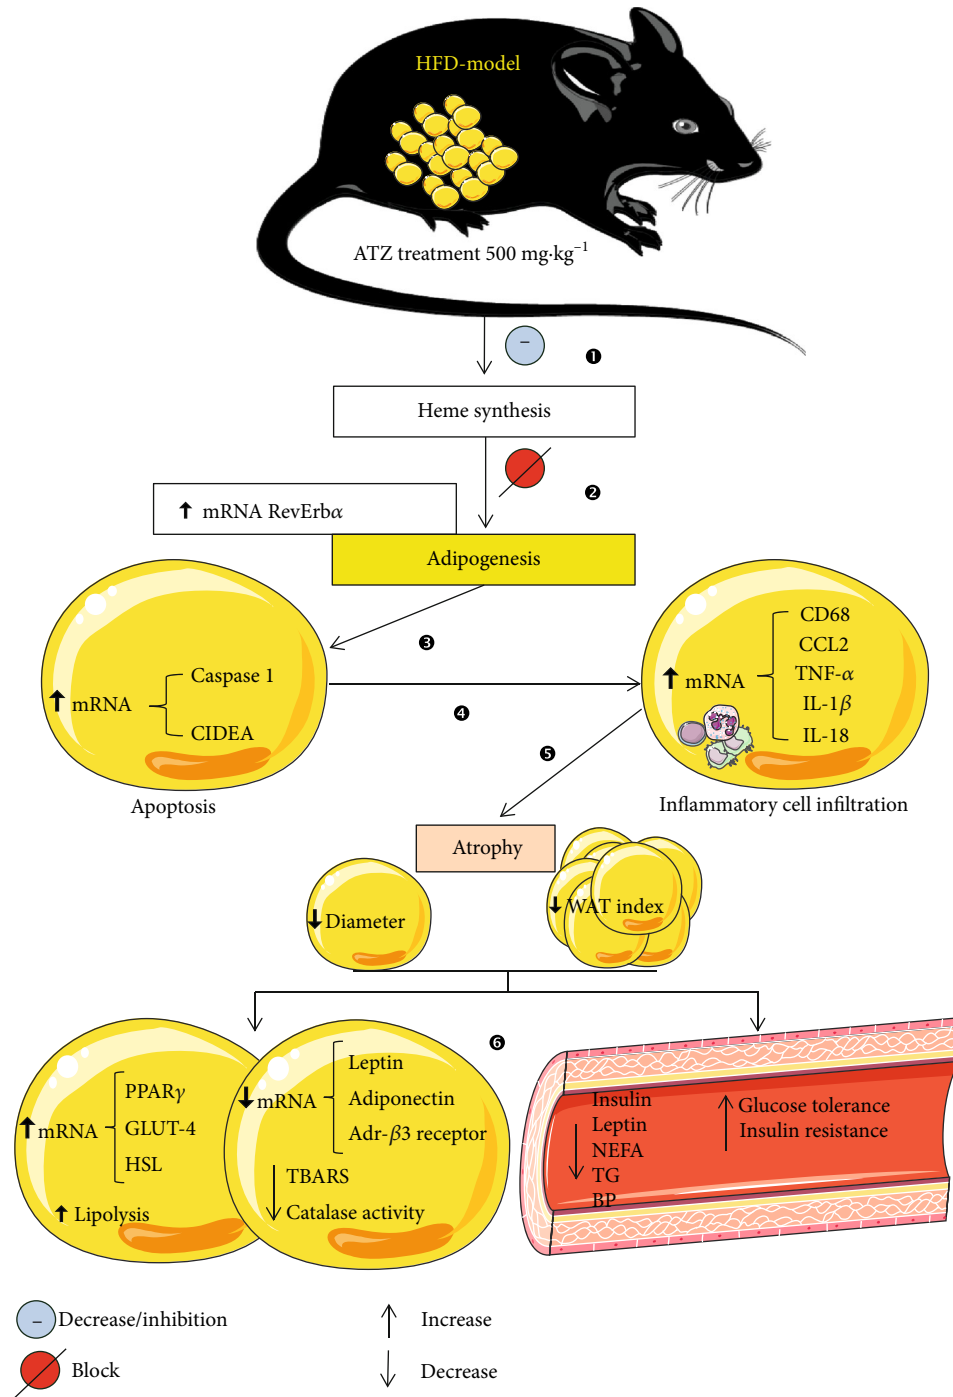 HFD-model
ATZ treatment 500 mg·kg⁻¹
−
❶
Heme synthesis
❷
↑ mRNA RevErbα
Adipogenesis
❸
↑ mRNA
Caspase 1
CIDEA
Apoptosis
❹
↑ mRNA
CD68
CCL2
TNF-α
IL-1β
IL-18
Inflammatory cell infiltration
❺
Atrophy
↓ Diameter
↓ WAT index
❻
↑ mRNA
PPARγ
GLUT-4
HSL
↑ Lipolysis
↓ mRNA
Leptin
Adiponectin
Adr-β3 receptor
↓ TBARS
Catalase activity
↓ Insulin
Leptin
NEFA
TG
BP
↑ Glucose tolerance
Insulin resistance
− Decrease/inhibition
↑ Increase
Block
↓ Decrease